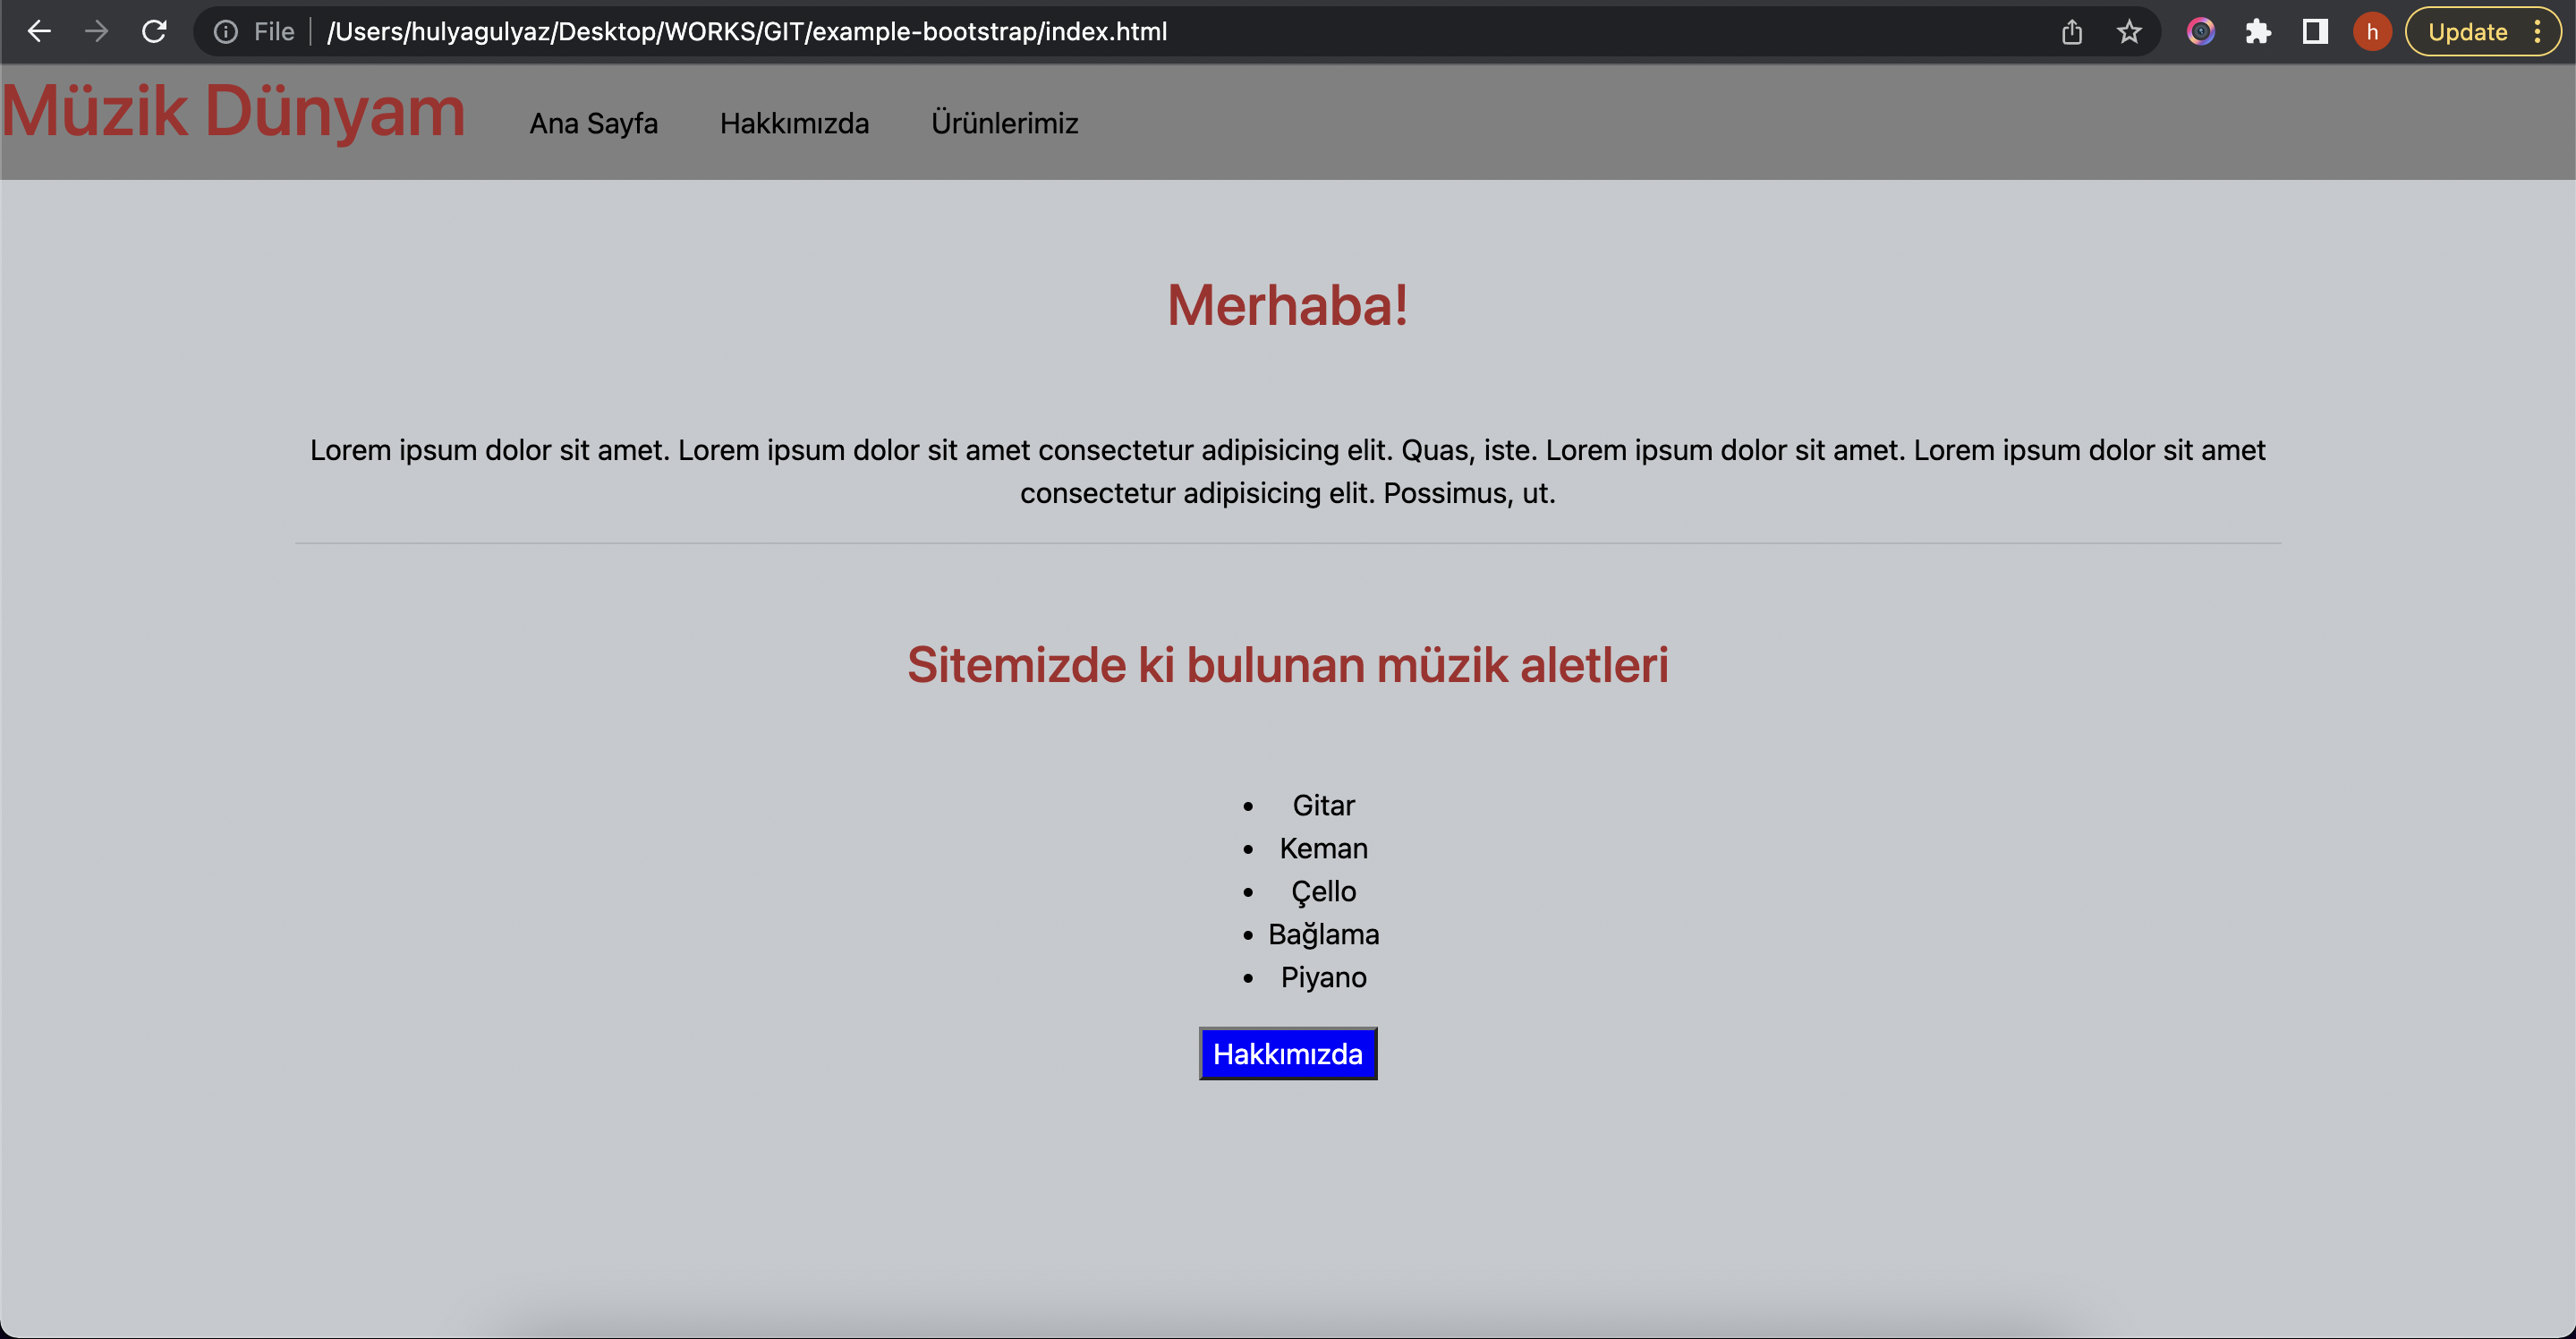 File /Users/hulyagulyaz/Desktop/WORKS/GIT/example-bootstrap/index.html h Update
Müzik Dünyam Ana Sayfa Hakkımızda Ürünlerimiz
Merhaba!
Lorem ipsum dolor sit amet. Lorem ipsum dolor sit amet consectetur adipisicing elit. Quas, iste. Lorem ipsum dolor sit amet. Lorem ipsum dolor sit amet
consectetur adipisicing elit. Possimus, ut.
Sitemizde ki bulunan müzik aletleri
• Gitar
• Keman
• Çello
• Bağlama
• Piyano
Hakkımızda